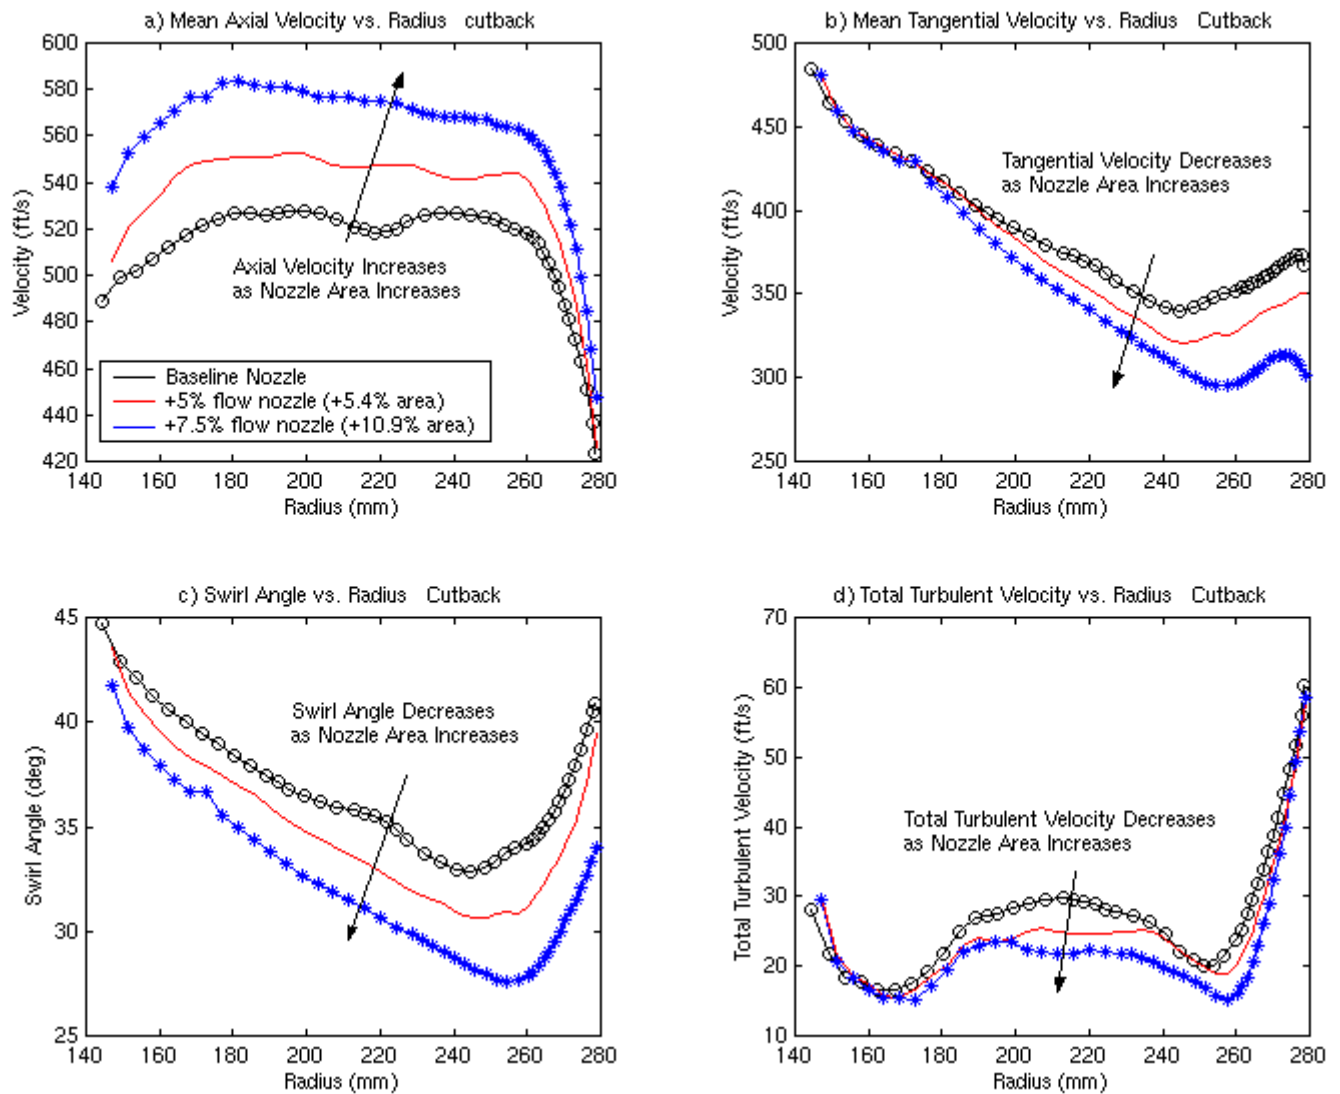 a) Mean Axial Velocity vs. Radius   cutback
600
580
560
540
520
500
480
460
440
420
Velocity (ft/s)
Axial Velocity Increases
as Nozzle Area Increases
Baseline Nozzle
+5% flow nozzle (+5.4% area)
+7.5% flow nozzle (+10.9% area)
140 160 180 200 220 240 260 280
Radius (mm)
b) Mean Tangential Velocity vs. Radius   Cutback
500
450
400
350
300
250
Velocity (ft/s)
Tangential Velocity Decreases
as Nozzle Area Increases
140 160 180 200 220 240 260 280
Radius (mm)
c) Swirl Angle vs. Radius   Cutback
45
40
35
30
25
Swirl Angle (deg)
Swirl Angle Decreases
as Nozzle Area Increases
140 160 180 200 220 240 260 280
Radius (mm)
d) Total Turbulent Velocity vs. Radius   Cutback
70
60
50
40
30
20
10
Total Turbulent Velocity (ft/s)
Total Turbulent Velocity Decreases
as Nozzle Area Increases
140 160 180 200 220 240 260 280
Radius (mm)